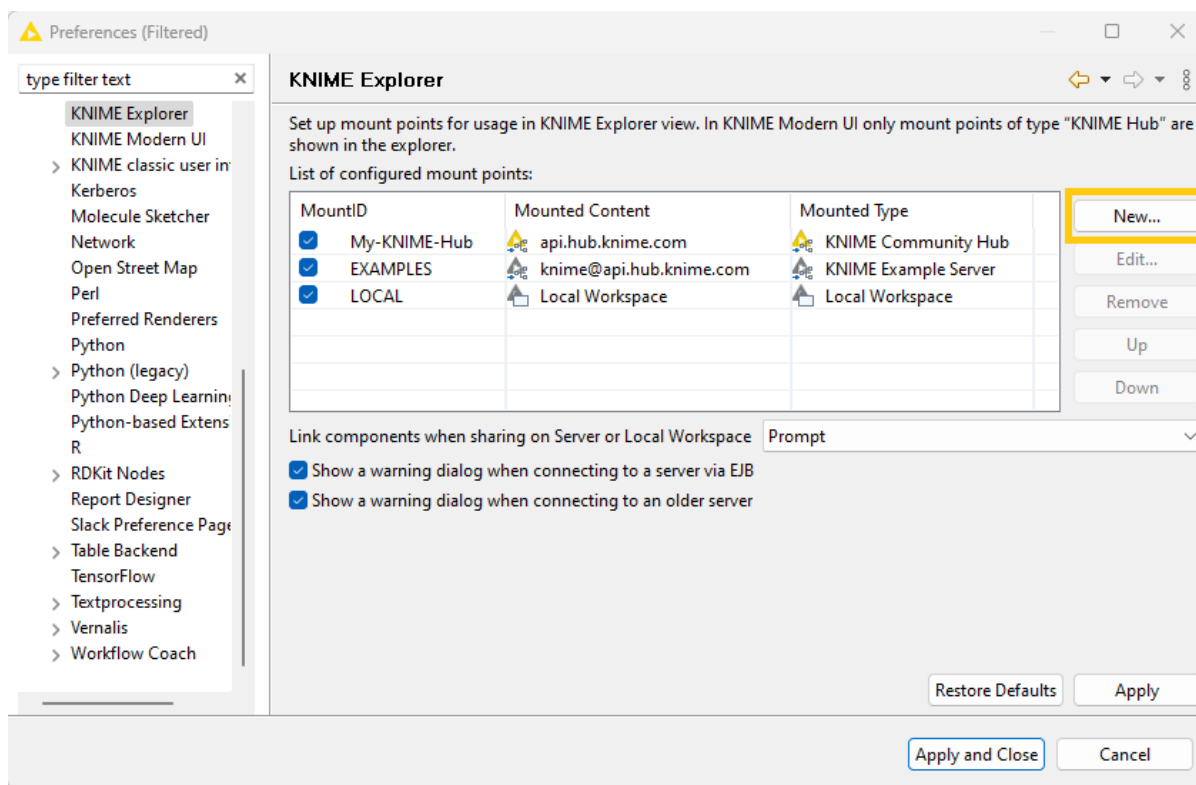 Preferences (Filtered)
type filter text
KNIME Explorer
KNIME Modern UI
KNIME classic user in
Kerberos
Molecule Sketcher
Network
Open Street Map
Perl
Preferred Renderers
Python
Python (legacy)
Python Deep Learning
Python-based Extens
R
RDKit Nodes
Report Designer
Slack Preference Page
Table Backend
TensorFlow
Textprocessing
Vernalis
Workflow Coach
KNIME Explorer
Set up mount points for usage in KNIME Explorer view. In KNIME Modern UI only mount points of type "KNIME Hub" are
shown in the explorer.
List of configured mount points:
MountID Mounted Content Mounted Type
My-KNIME-Hub api.hub.knime.com KNIME Community Hub
EXAMPLES knime@api.hub.knime.com KNIME Example Server
LOCAL Local Workspace Local Workspace
New...
Edit...
Remove
Up
Down
Link components when sharing on Server or Local Workspace Prompt
Show a warning dialog when connecting to a server via EJB
Show a warning dialog when connecting to an older server
Restore Defaults Apply
Apply and Close Cancel